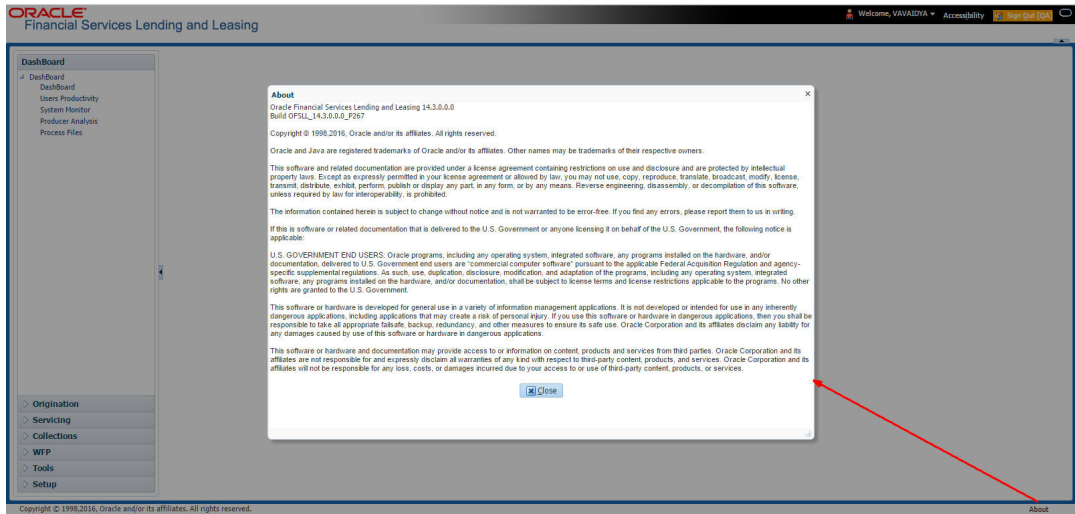 ORACLE
Financial Services Lending and Leasing
Welcome, VAVAIDYA
Accessibility
Sign Out [QA]
DashBoard
DashBoard
DashBoard
Users Productivity
System Monitor
Producer Analysis
Process Files
Origination
Servicing
Collections
WFP
Tools
Setup
About
Oracle Financial Services Lending and Leasing 14.3.0.0.0
Build OFSLL_14.3.0.0.0_P267
Copyright © 1998,2016, Oracle and/or its affiliates. All rights reserved.
Oracle and Java are registered trademarks of Oracle and/or its affiliates. Other names may be trademarks of their respective owners.
This software and related documentation are provided under a license agreement containing restrictions on use and disclosure and are protected by intellectual
property laws. Except as expressly permitted in your license agreement or allowed by law, you may not use, copy, reproduce, translate, broadcast, modify, license,
transmit, distribute, exhibit, perform, publish or display any part, in any form, or by any means. Reverse engineering, disassembly, or decompilation of this software,
unless required by law for interoperability, is prohibited.
The information contained herein is subject to change without notice and is not warranted to be error-free. If you find any errors, please report them to us in writing.
If this is software or related documentation that is delivered to the U.S. Government or anyone licensing it on behalf of the U.S. Government, the following notice is
applicable:
U.S. GOVERNMENT END USERS: Oracle programs, including any operating system, integrated software, any programs installed on the hardware, and/or
documentation, delivered to U.S. Government end users are "commercial computer software" pursuant to the applicable Federal Acquisition Regulation and agency-
specific supplemental regulations. As such, use, duplication, disclosure, modification, and adaptation of the programs, including any operating system, integrated
software, any programs installed on the hardware, and/or documentation, shall be subject to license terms and license restrictions applicable to the programs. No other
rights are granted to the U.S. Government.
This software or hardware is developed for general use in a variety of information management applications. It is not developed or intended for use in any inherently
dangerous applications, including applications that may create a risk of personal injury. If you use this software or hardware in dangerous applications, then you shall be
responsible to take all appropriate failsafe, backup, redundancy, and other measures to ensure its safe use. Oracle Corporation and its affiliates disclaim any liability for
any damages caused by use of this software or hardware in dangerous applications.
This software or hardware and documentation may provide access to or information on content, products and services from third parties. Oracle Corporation and its
affiliates are not responsible for and expressly disclaim all warranties of any kind with respect to third-party content, products, and services. Oracle Corporation and its
affiliates will not be responsible for any loss, costs, or damages incurred due to your access to or use of third-party content, products, or services.
Close
Copyright © 1998,2016, Oracle and/or its affiliates. All rights reserved.
About